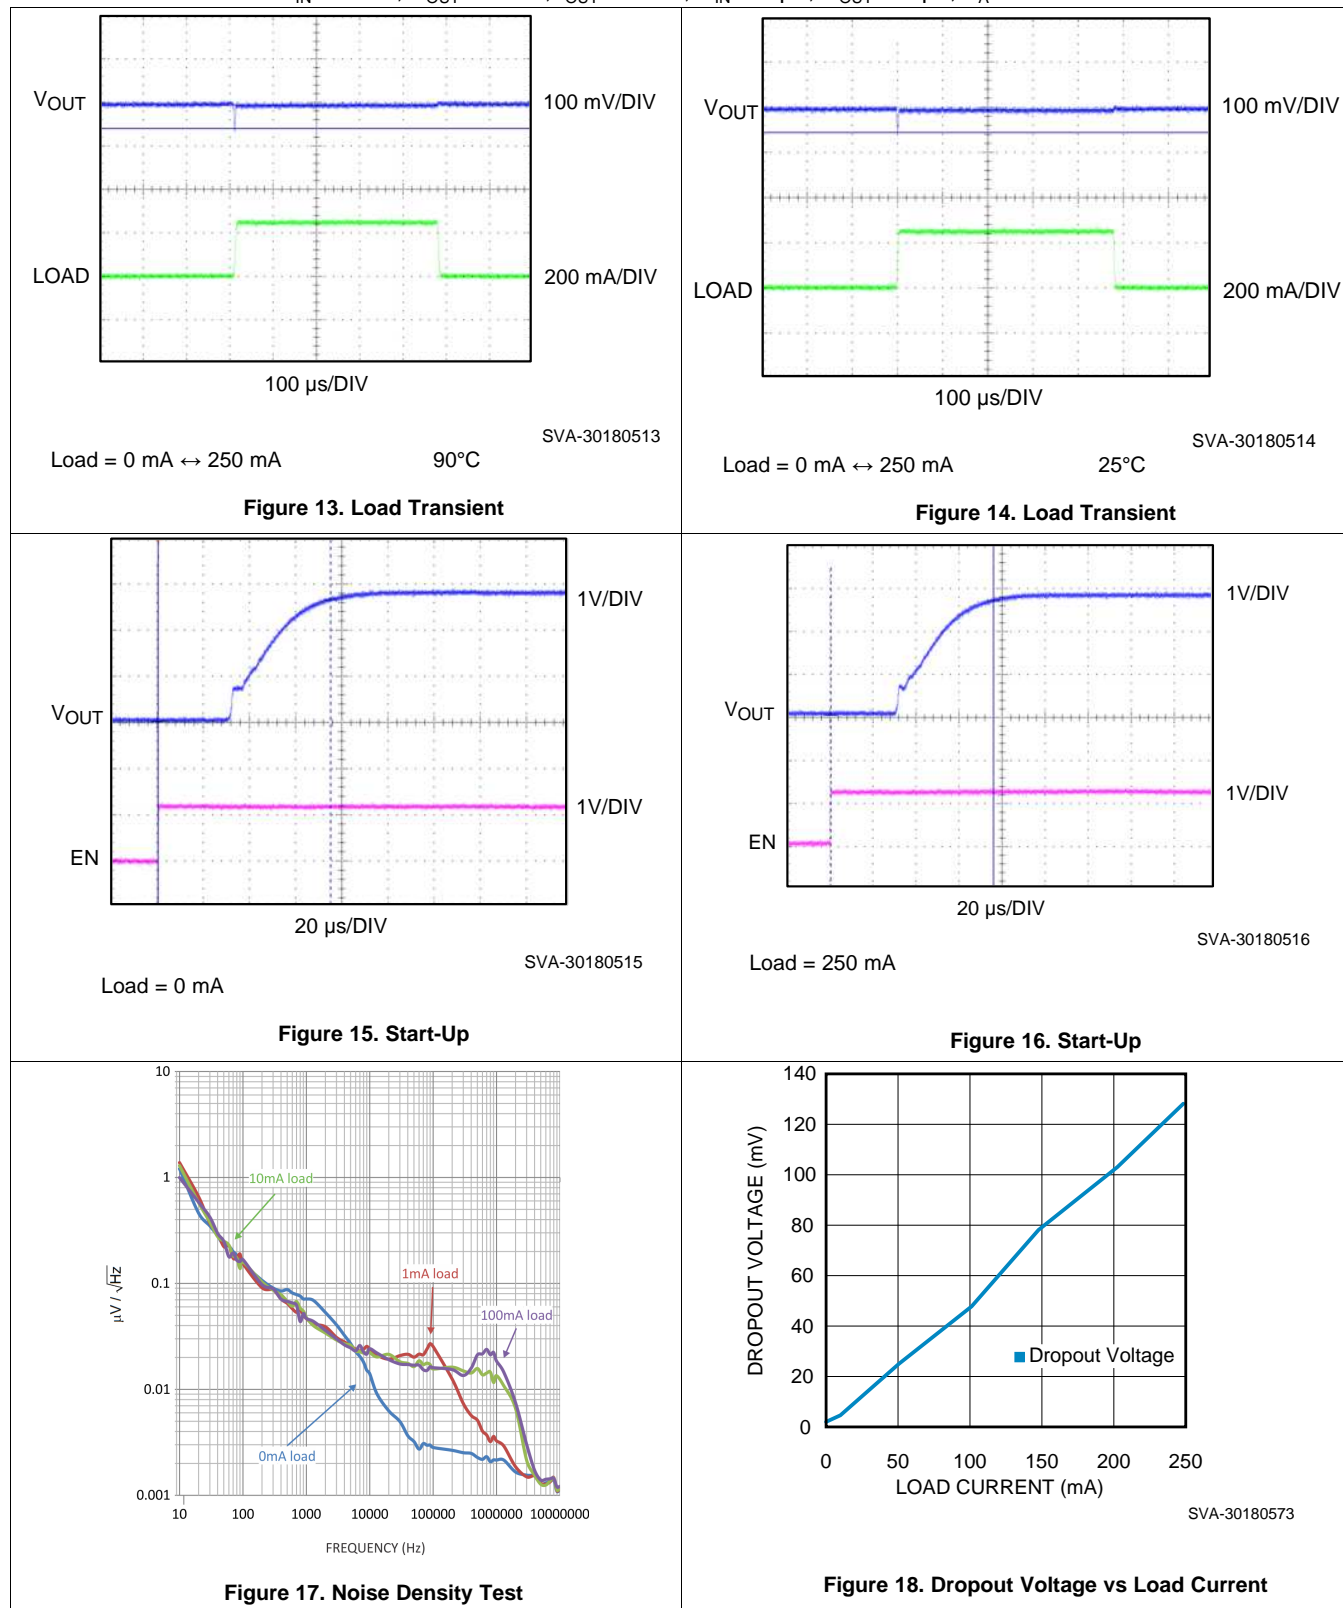 VOUT
100 mV/DIV
LOAD
200 mA/DIV
100 µs/DIV
SVA-30180513
Load = 0 mA ↔ 250 mA 90°C
Figure 13. Load Transient
VOUT
100 mV/DIV
LOAD
200 mA/DIV
100 µs/DIV
SVA-30180514
Load = 0 mA ↔ 250 mA 25°C
Figure 14. Load Transient
1V/DIV
VOUT
1V/DIV
EN
20 µs/DIV
SVA-30180515
Load = 0 mA
Figure 15. Start-Up
1V/DIV
VOUT
1V/DIV
EN
20 µs/DIV
SVA-30180516
Load = 250 mA
Figure 16. Start-Up
10
1
0.1
0.01
0.001
µV / √Hz
10mA load
1mA load
100mA load
0mA load
10 100 1000 10000 100000 1000000 10000000
FREQUENCY (Hz)
Figure 17. Noise Density Test
140
120
100
80
60
40
20
0
DROPOUT VOLTAGE (mV)
Dropout Voltage
0 50 100 150 200 250
LOAD CURRENT (mA)
SVA-30180573
Figure 18. Dropout Voltage vs Load Current